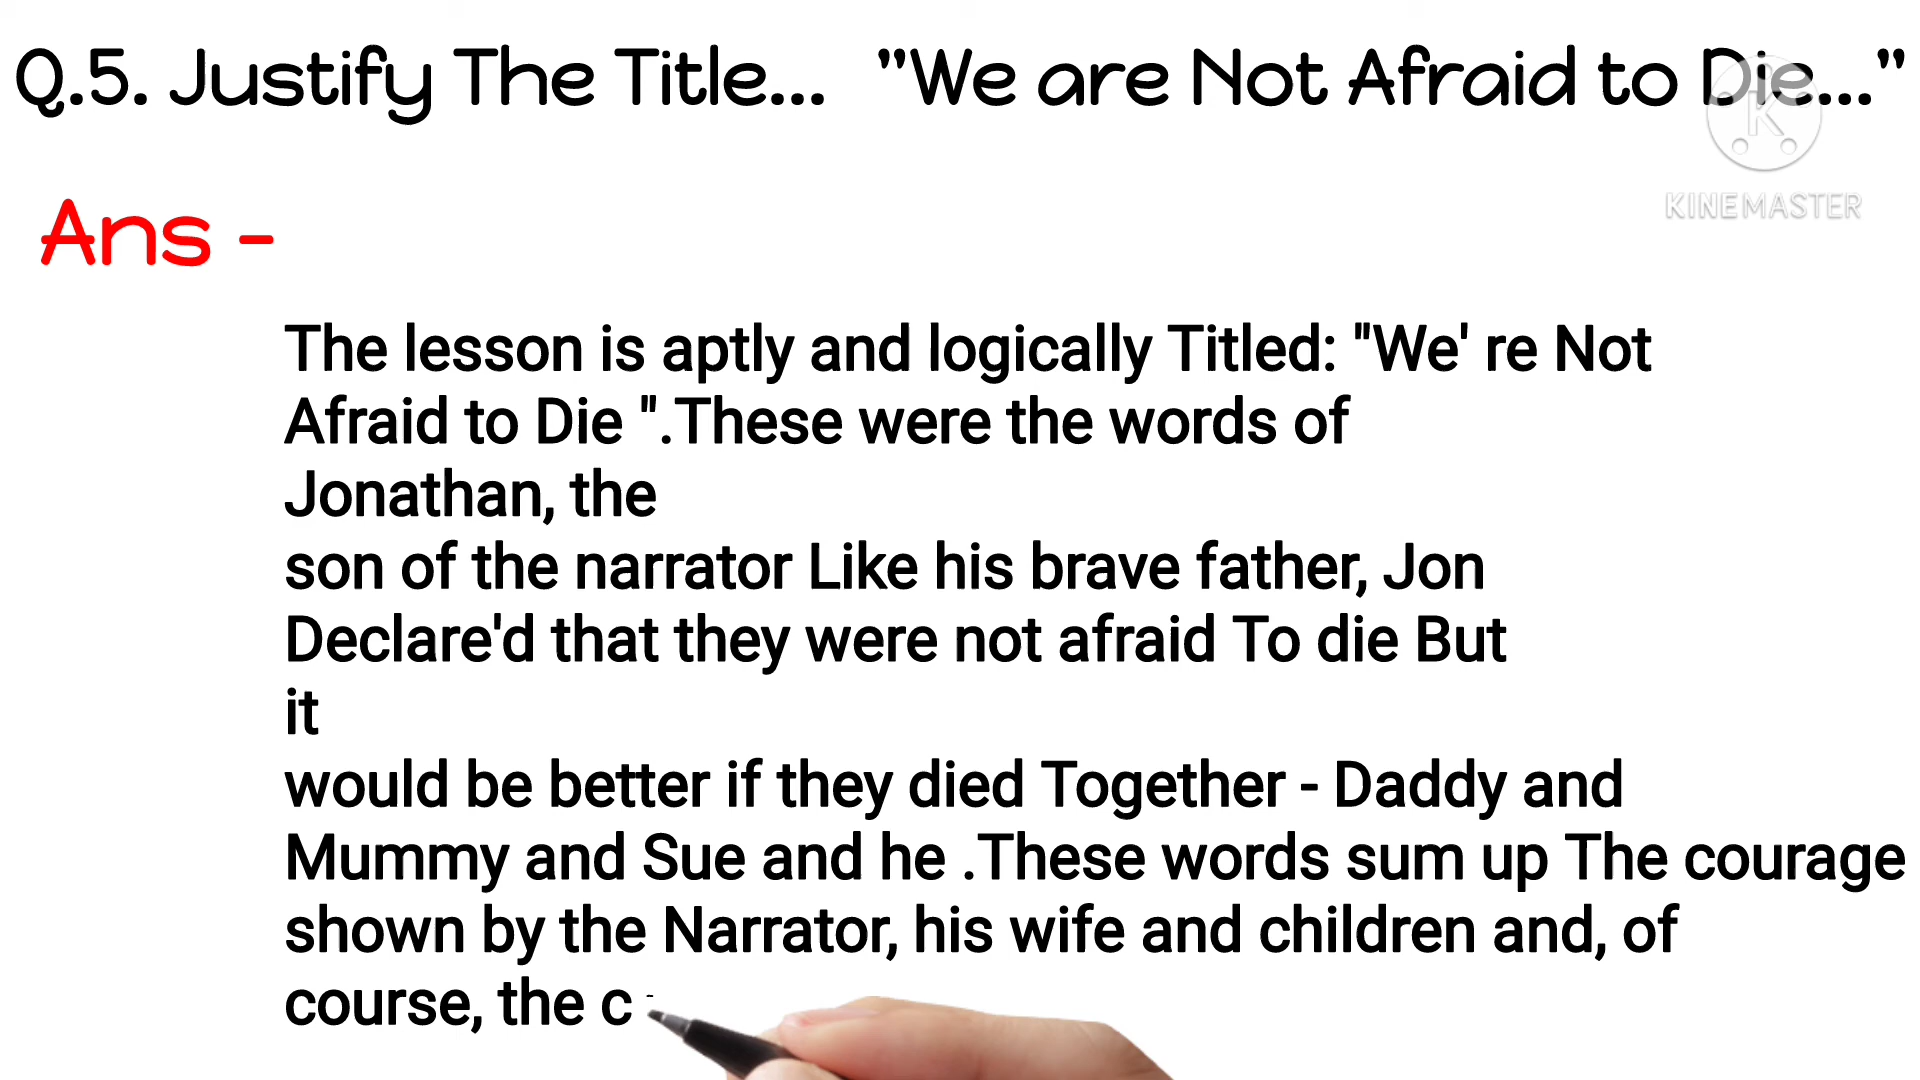 Q.5. Justify The Title... "We are Not Afraid to Die..."
KINEMASTER
Ans -
The lesson is aptly and logically Titled: "We' re Not
Afraid to Die ".These were the words of
Jonathan, the
son of the narrator Like his brave father, Jon
Declare'd that they were not afraid To die But
it
would be better if they died Together - Daddy and
Mummy and Sue and he .These words sum up The courage
shown by the Narrator, his wife and children and, of
course, the c